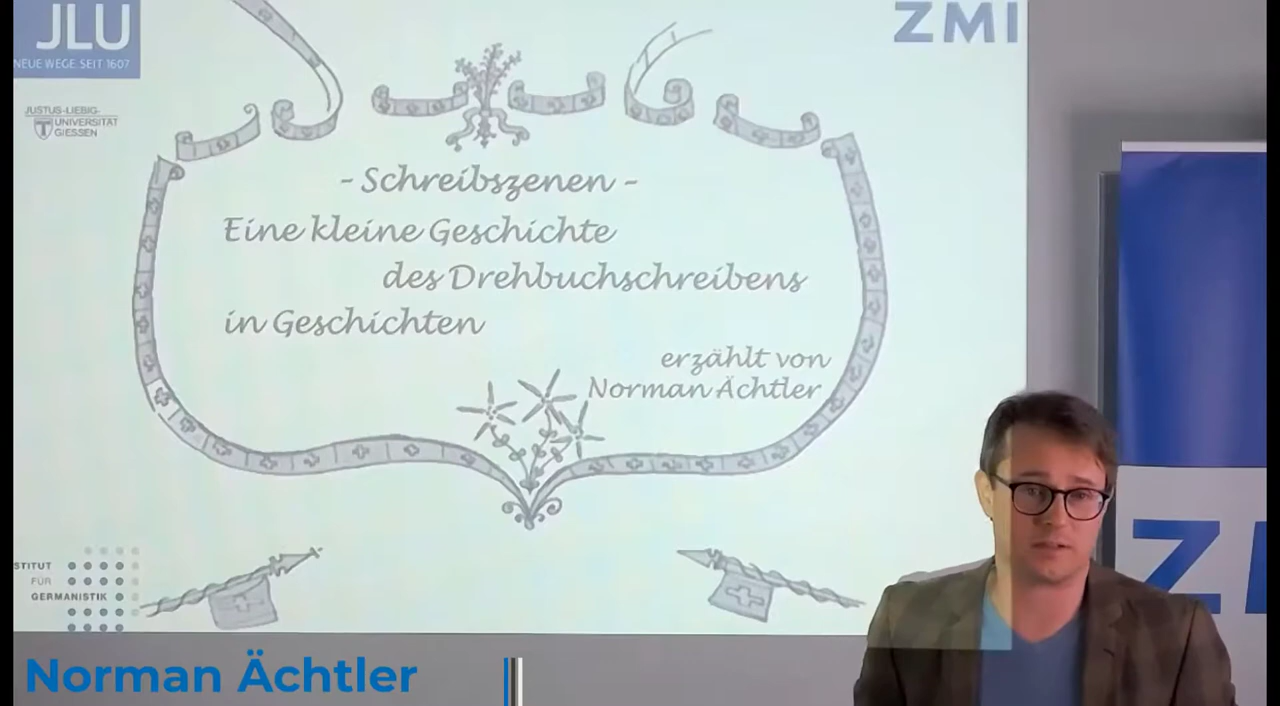 JLU
NEUE WEGE. SEIT 1607
ZMI
JUSTUS-LIEBIG-
UNIVERSITÄT
GIESSEN
– Schreibszenen –
Eine kleine Geschichte
des Drehbuchschreibens
in Geschichten
erzählt von
Norman Ächtler
STITUT
FÜR
GERMANISTIK
Norman Ächtler